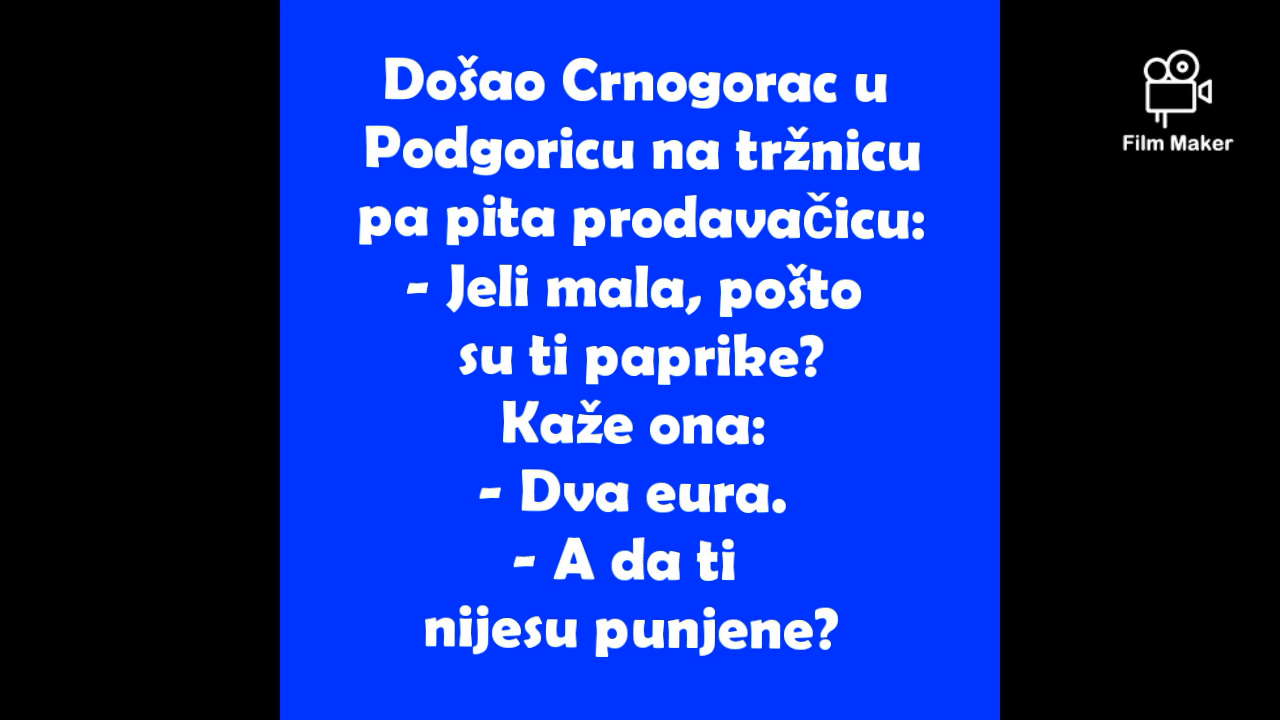 Došao Crnogorac u
Podgoricu na tržnicu
pa pita prodavačicu:
- Jeli mala, pošto
su ti paprike?
Kaže ona:
- Dva eura.
- A da ti
nijesu punjene?
Film Maker